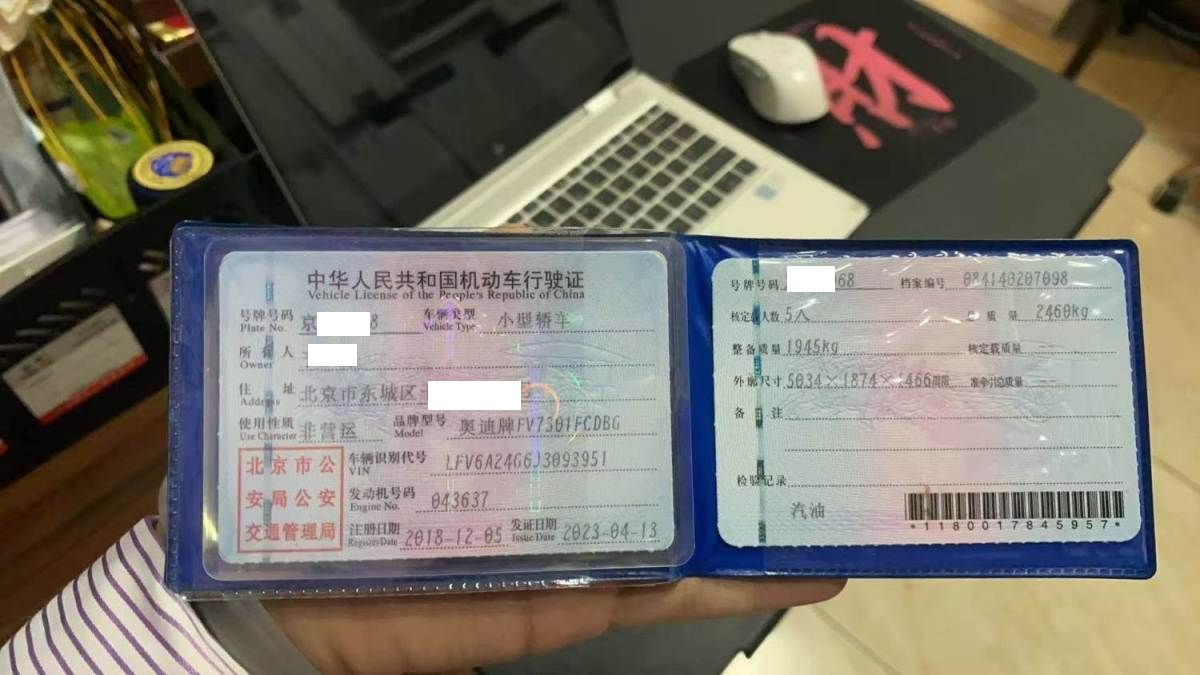 中华人民共和国机动车行驶证
Vehicle License of the People's Republic of China
号牌号码 京 8 车辆类型 小型轿车
Plate No. Vehicle Type
所有人
Owner
住址 北京市东城区
Address
使用性质 非营运 品牌型号 奥迪牌FV7301FCDBG
Use Character Model
北京市公安局公安交通管理局
车辆识别代号 LFV6A24G6J3093951
VIN
发动机号码 043637
Engine No.
注册日期 2018-12-05 发证日期 2023-04-13
Register Date Issue Date
号牌号码 68 档案编号 084140207098
核定载人数 5人 总质量 2460kg
整备质量 1945kg 核定载质量 --
外廓尺寸 5034×1874×1466mm 准牵引总质量 --
备注
检验记录
汽油
*1180017845957*
财